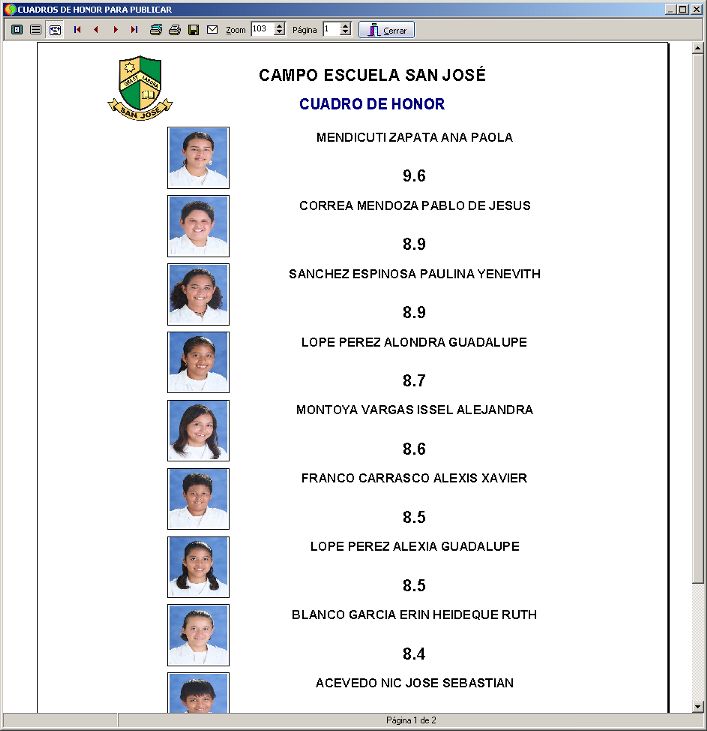 CUADROS DE HONOR PARA PUBLICAR
Zoom 103 Página 1 Cerrar
SAN JOSE
CAMPO ESCUELA SAN JOSÉ
CUADRO DE HONOR
MENDICUTI ZAPATA ANA PAOLA
9.6
CORREA MENDOZA PABLO DE JESUS
8.9
SANCHEZ ESPINOSA PAULINA YENEVITH
8.9
LOPE PEREZ ALONDRA GUADALUPE
8.7
MONTOYA VARGAS ISSEL ALEJANDRA
8.6
FRANCO CARRASCO ALEXIS XAVIER
8.5
LOPE PEREZ ALEXIA GUADALUPE
8.5
BLANCO GARCIA ERIN HEIDEQUE RUTH
8.4
ACEVEDO NIC JOSE SEBASTIAN
Página 1 de 2